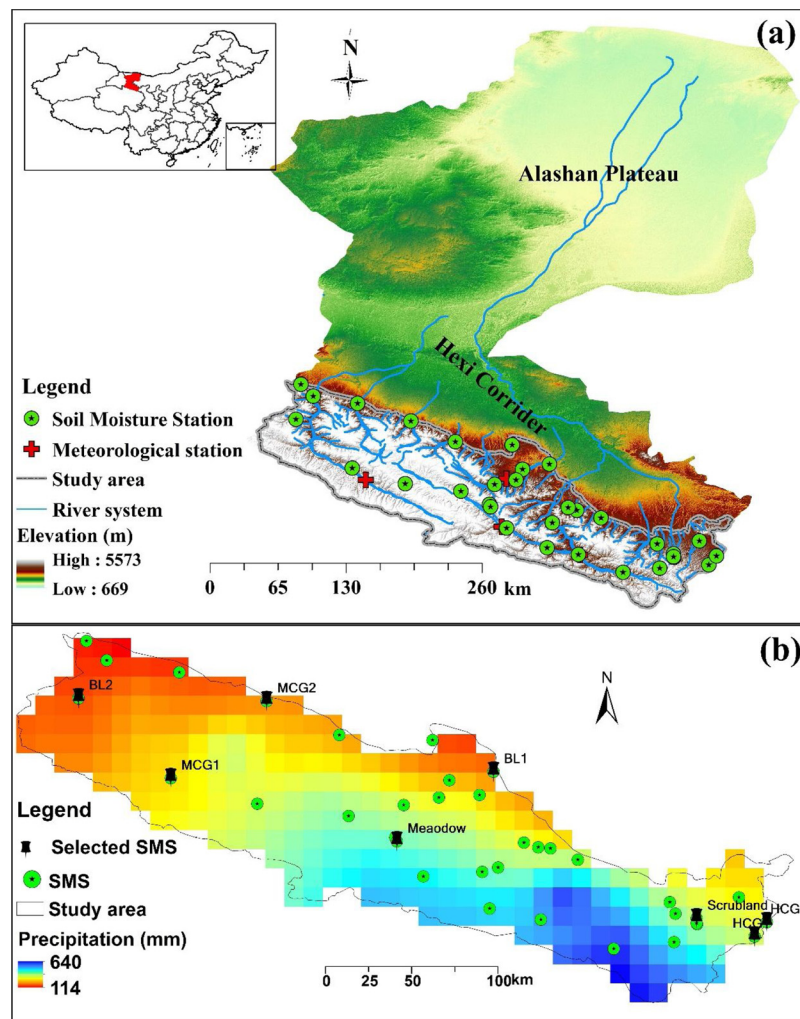 (a)
N
Alashan Plateau
Hexi Corrider
Legend
Soil Moisture Station
Meteorological station
Study area
River system
Elevation (m)
High : 5573
Low : 669
0 65 130 260 km
(b)
N
BL2
MCG2
MCG1
BL1
Meaodow
Scrubland
HCG
HCG
Legend
Selected SMS
SMS
Study area
Precipitation (mm)
640
114
0 25 50 100 km